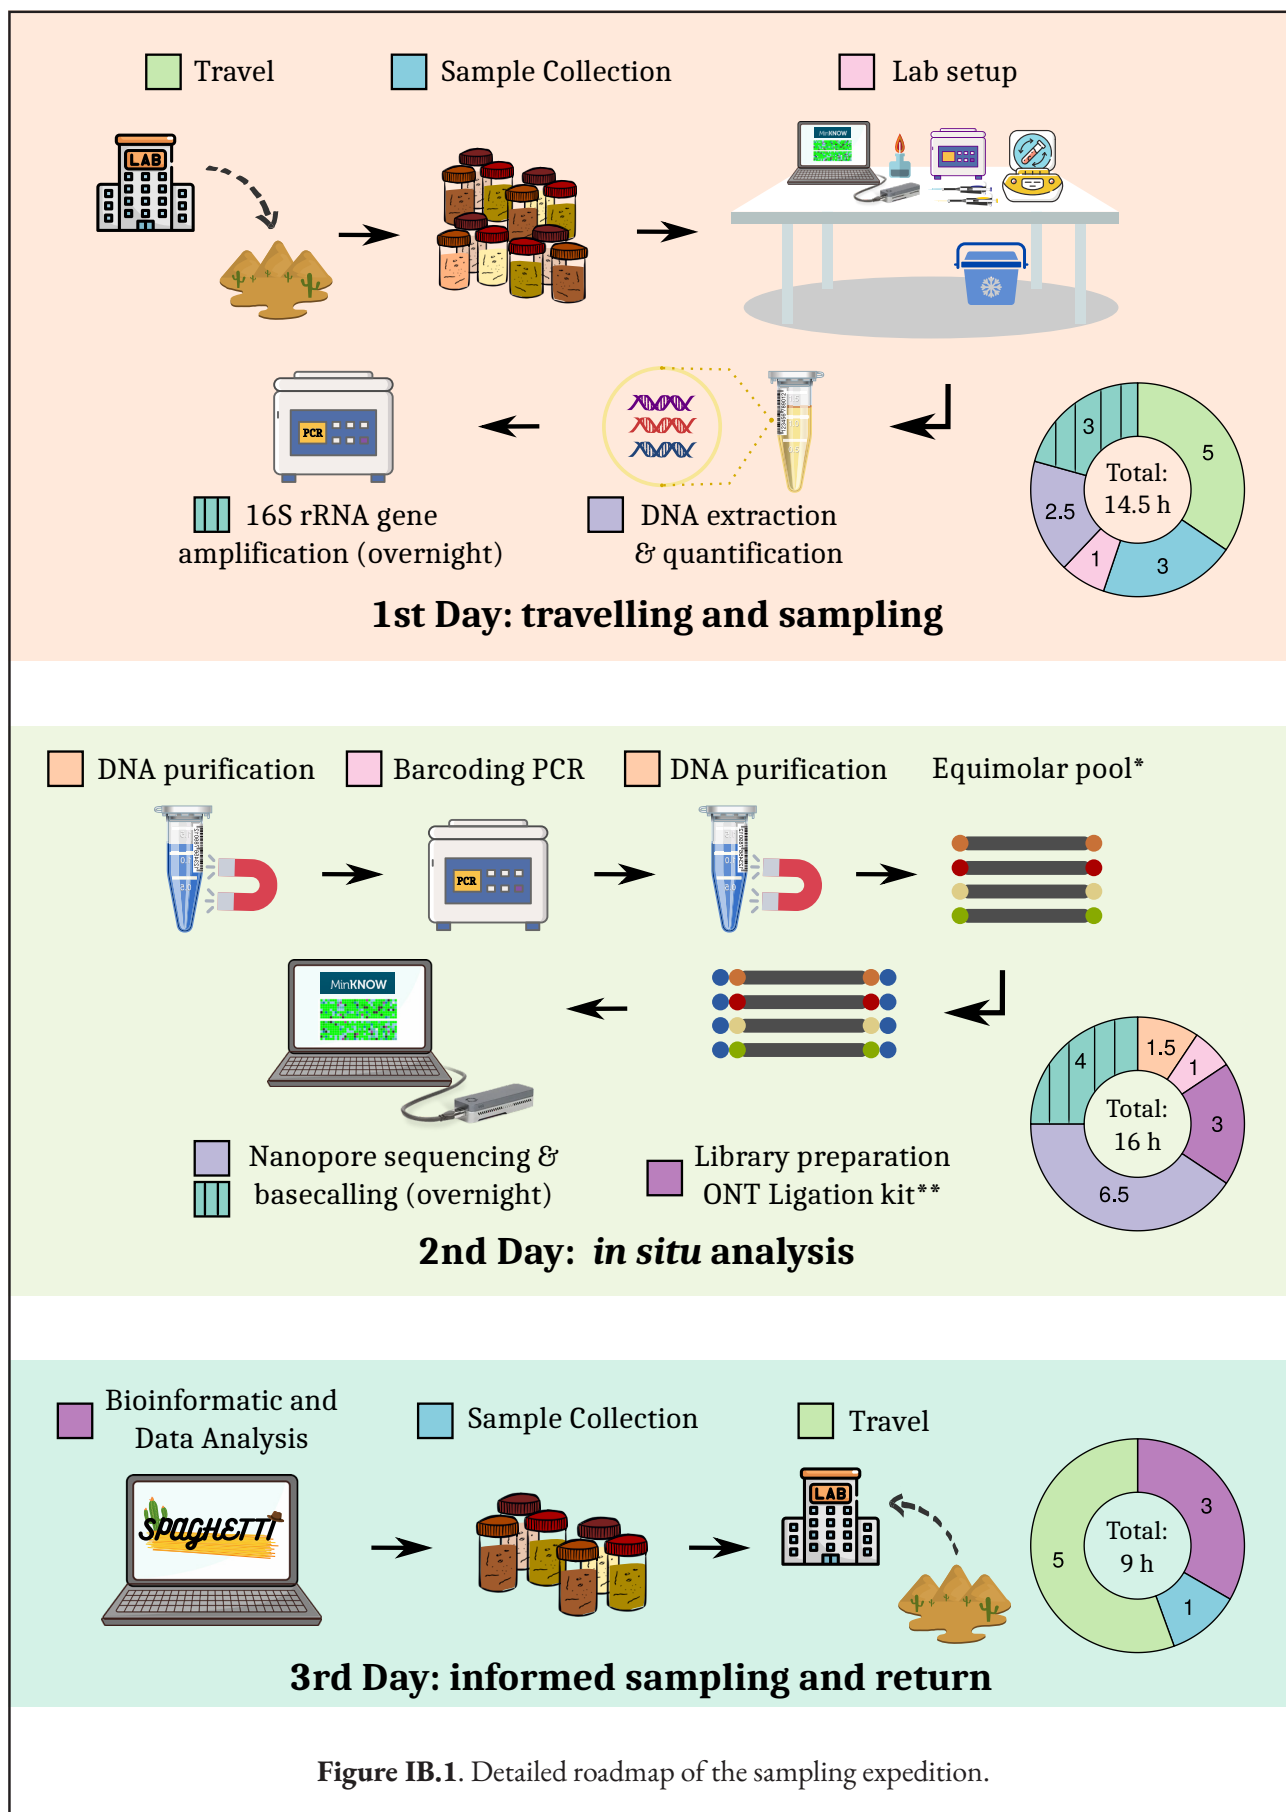 Travel
Sample Collection
Lab setup
LAB
MinKNOW
PCR
16S rRNA gene
amplification (overnight)
DNA extraction
& quantification
3
5
2.5
1
3
Total:
14.5 h
1st Day: travelling and sampling
DNA purification
Barcoding PCR
DNA purification
Equimolar pool*
PCR
MinKNOW
Nanopore sequencing &
basecalling (overnight)
Library preparation
ONT Ligation kit**
4
1.5
1
3
6.5
Total:
16 h
2nd Day: in situ analysis
Bioinformatic and
Data Analysis
Sample Collection
Travel
SPAGHETTI
LAB
3
5
1
Total:
9 h
3rd Day: informed sampling and return
Figure IB.1. Detailed roadmap of the sampling expedition.